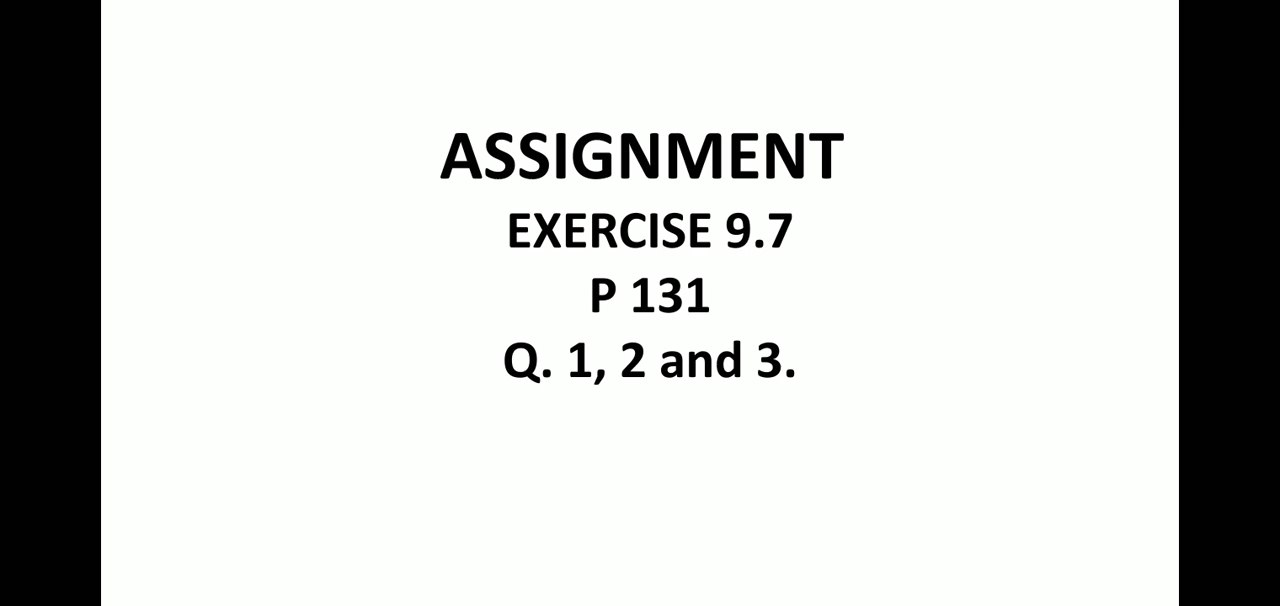 ASSIGNMENT
EXERCISE 9.7
P 131
Q. 1, 2 and 3.